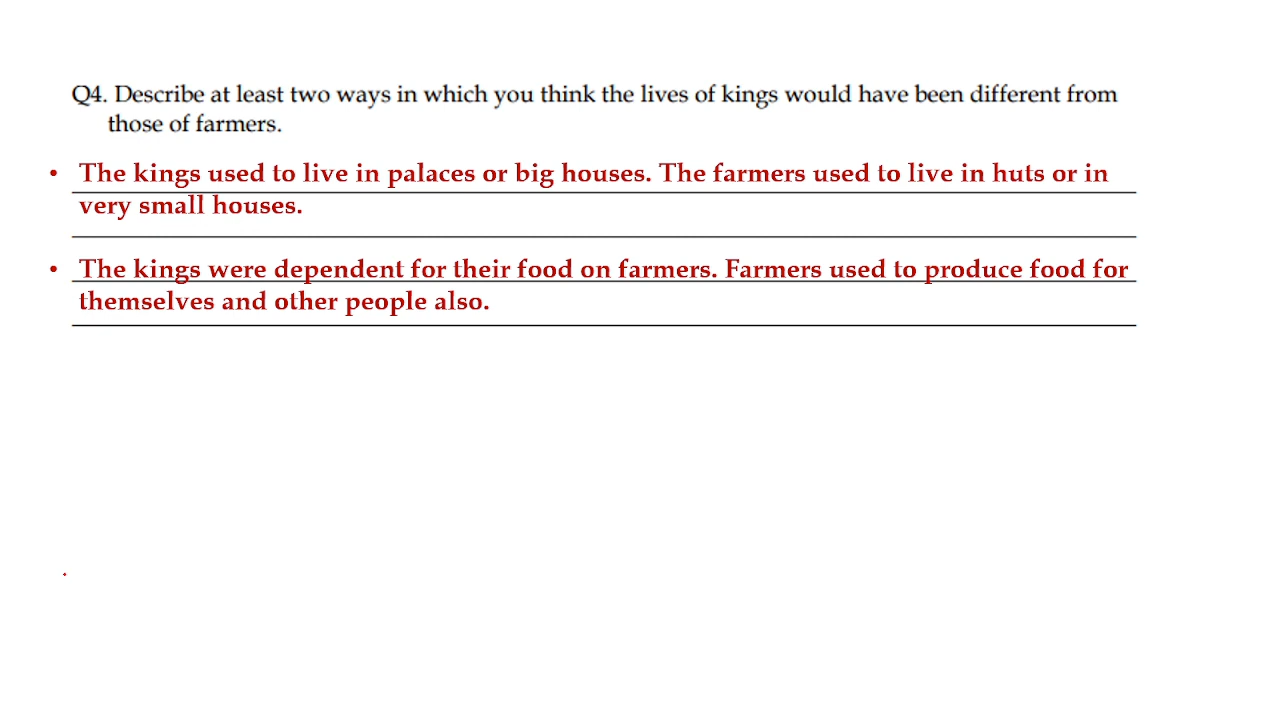 Q4. Describe at least two ways in which you think the lives of kings would have been different from
those of farmers.
• The kings used to live in palaces or big houses. The farmers used to live in huts or in
very small houses.
• The kings were dependent for their food on farmers. Farmers used to produce food for
themselves and other people also.